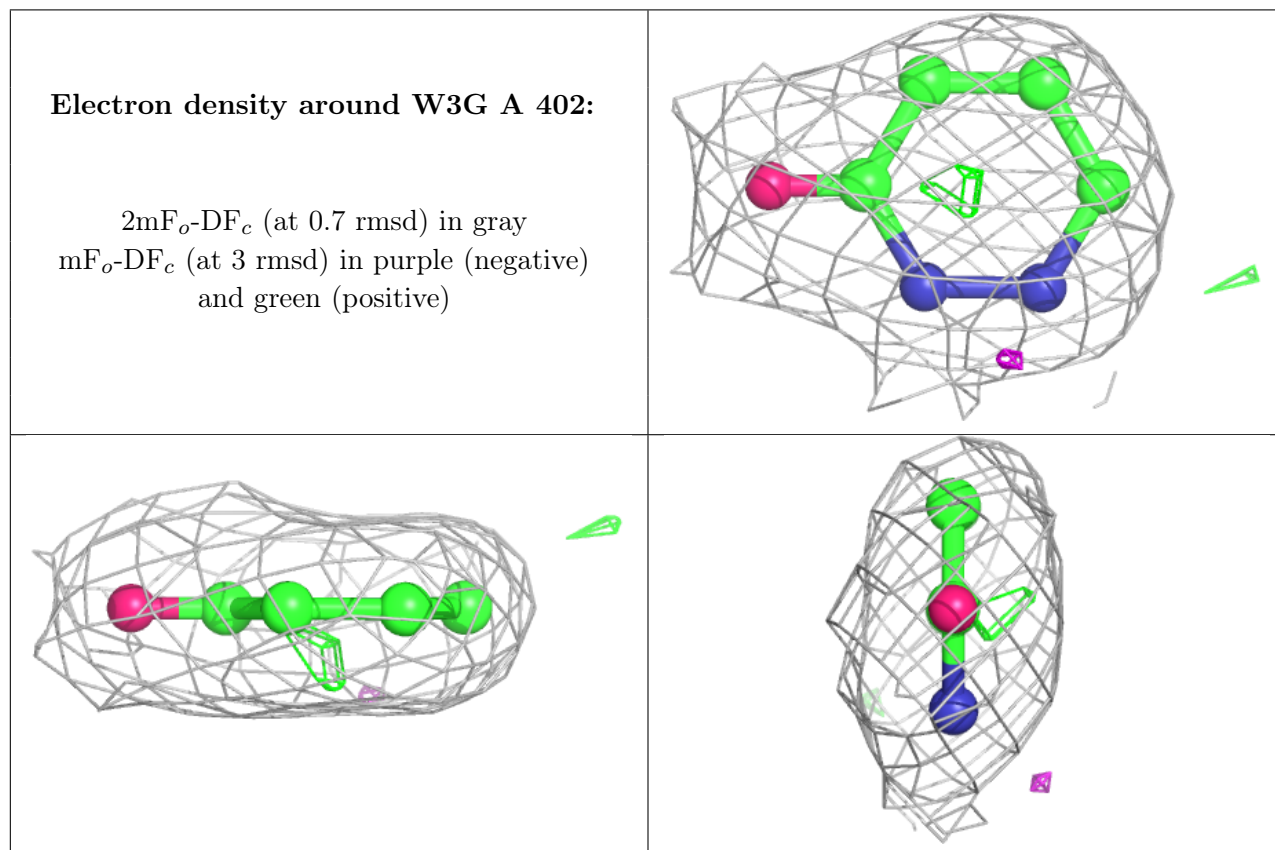 Electron density around W3G A 402:
2mFo-DFc (at 0.7 rmsd) in gray
mFo-DFc (at 3 rmsd) in purple (negative)
and green (positive)